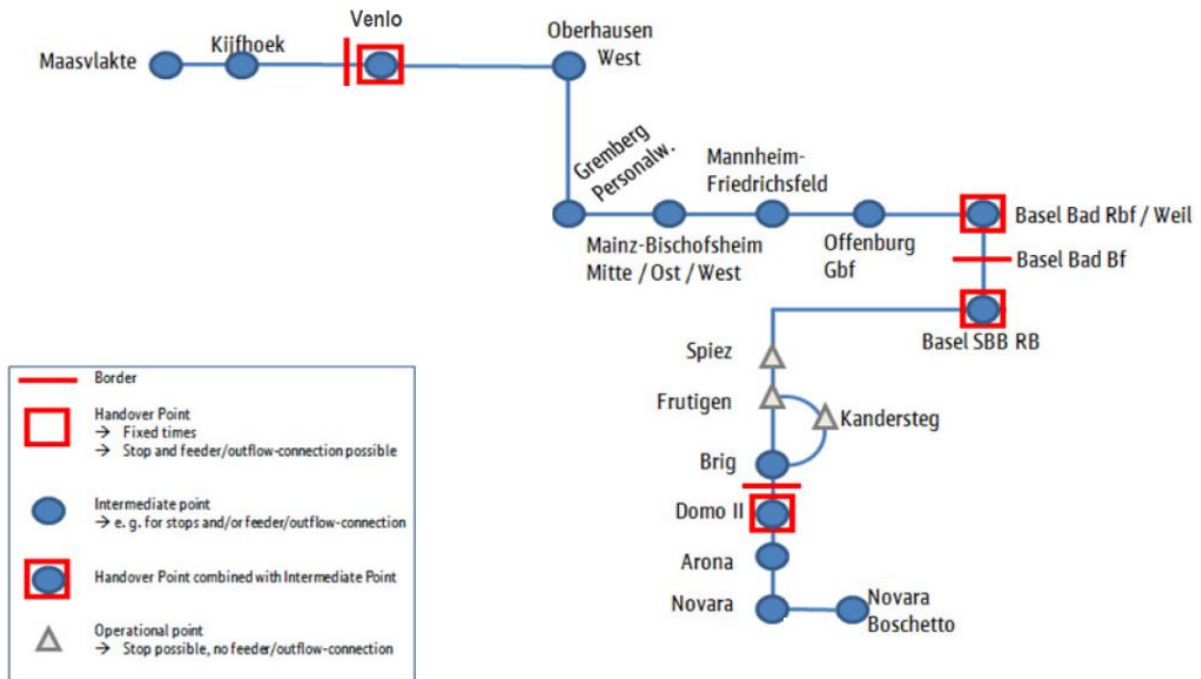 Venlo
Kijfhoek
Maasvlakte
Oberhausen
West
Gremberg
Personalw.
Mannheim-
Friedrichsfeld
Mainz-Bischofsheim
Mitte / Ost / West
Offenburg
Gbf
Basel Bad Rbf / Weil
Basel Bad Bf
Basel SBB RB
Spiez
Frutigen
Kandersteg
Brig
Domo II
Arona
Novara
Novara
Boschetto
Border
Handover Point
→ Fixed times
→ Stop and feeder/outflow-connection possible
Intermediate point
→ e. g. for stops and/or feeder/outflow-connection
Handover Point combined with Intermediate Point
Operational point
→ Stop possible, no feeder/outflow-connection